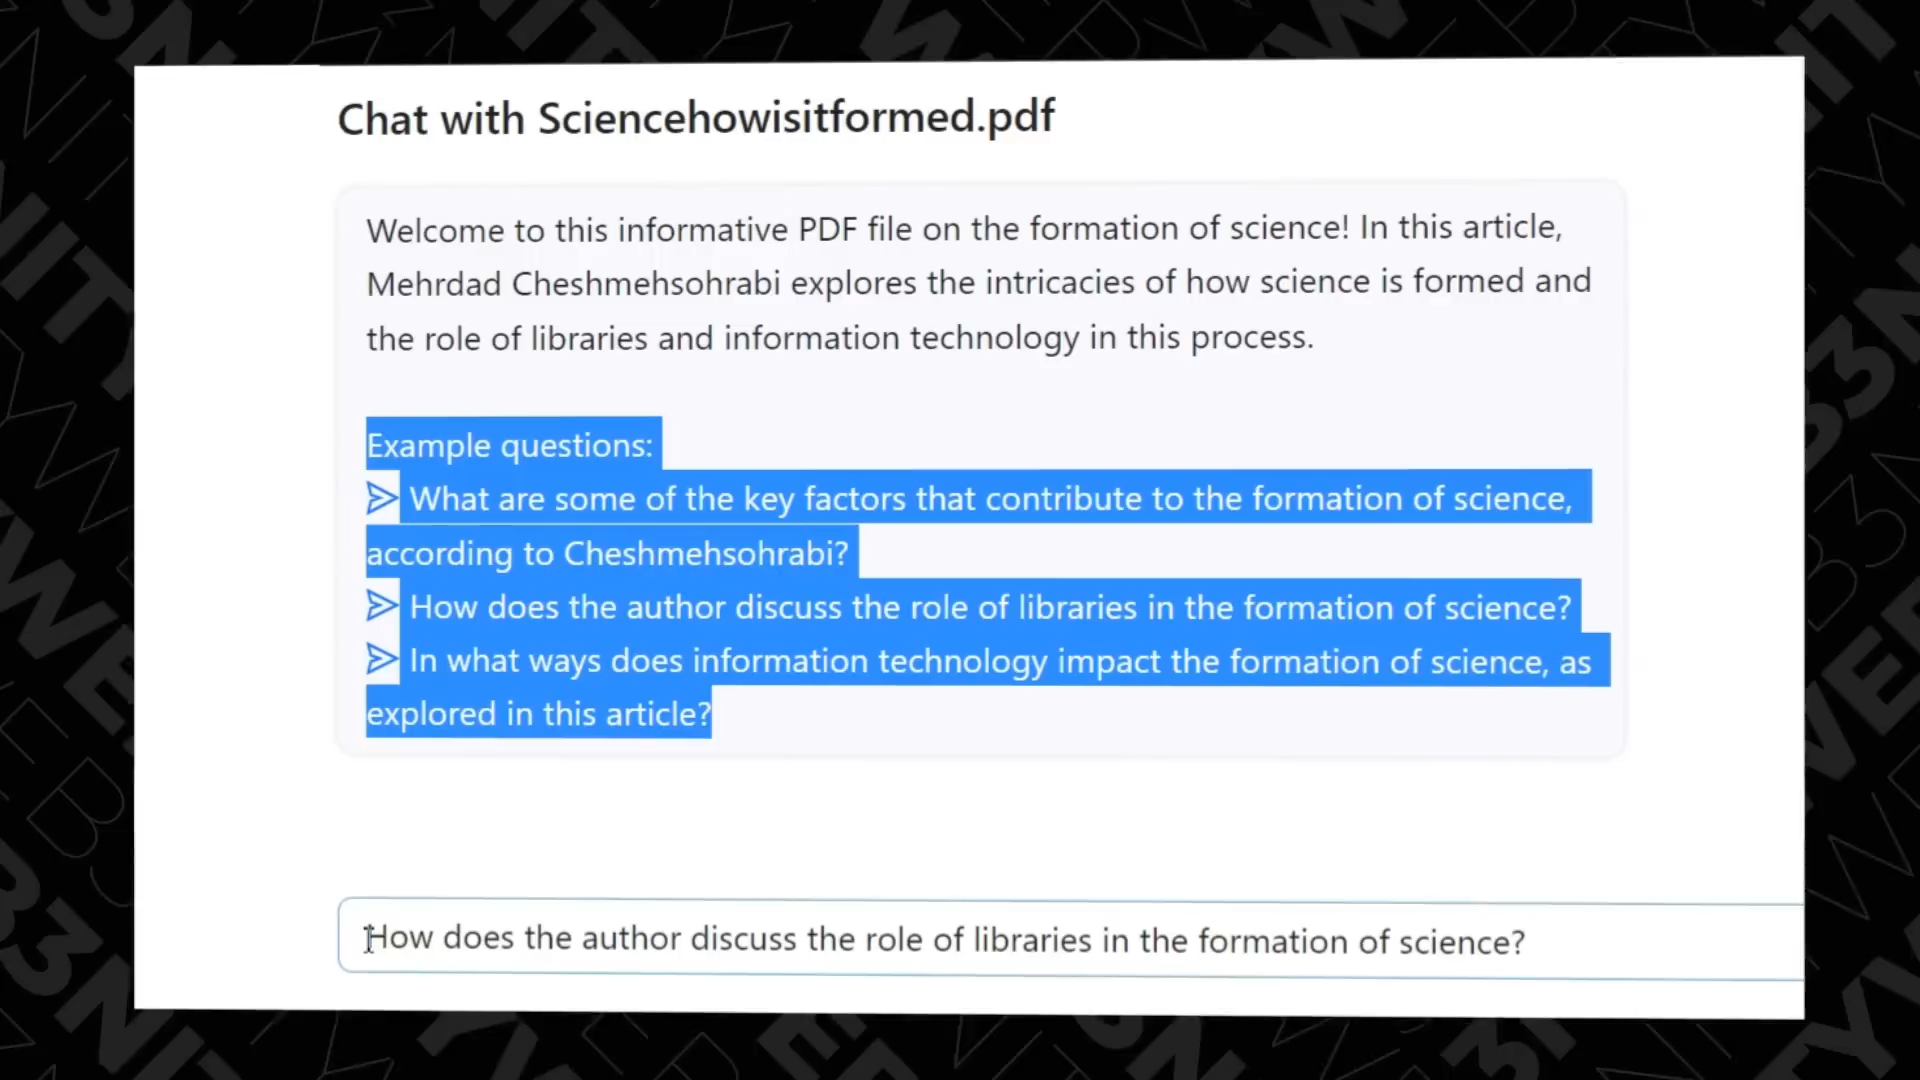 Chat with Sciencehowisitformed.pdf
Welcome to this informative PDF file on the formation of science! In this article,
Mehrdad Cheshmehsohrabi explores the intricacies of how science is formed and
the role of libraries and information technology in this process.
Example questions:
What are some of the key factors that contribute to the formation of science,
according to Cheshmehsohrabi?
How does the author discuss the role of libraries in the formation of science?
In what ways does information technology impact the formation of science, as
explored in this article?
How does the author discuss the role of libraries in the formation of science?